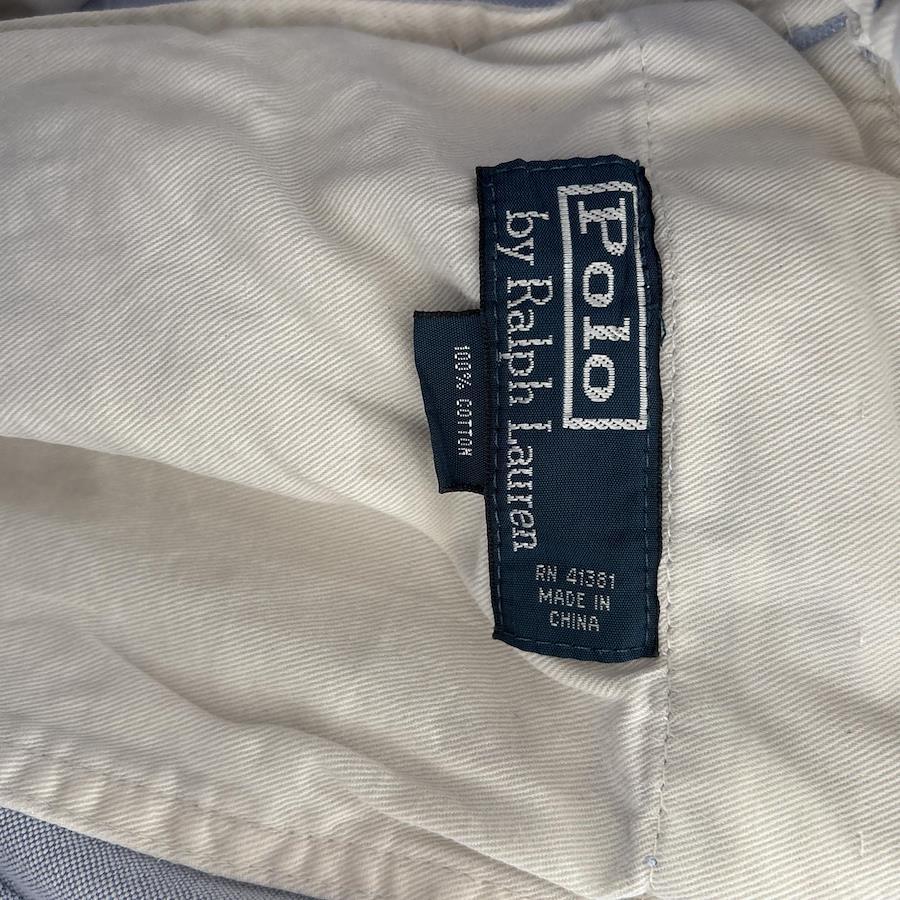 Polo
by Ralph Lauren
RN 41381
MADE IN
CHINA
100% COTTON